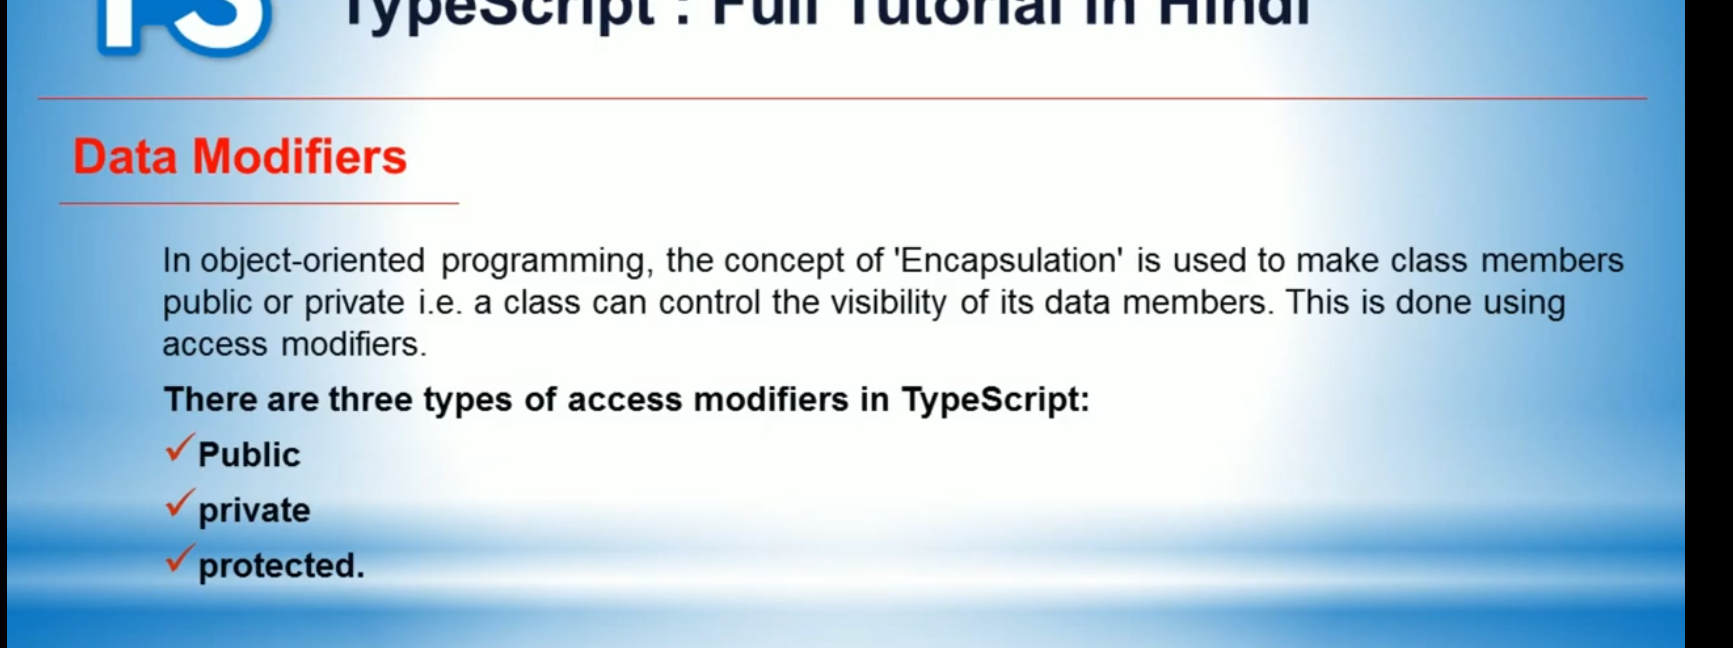 TypeScript : Full Tutorial in Hindi
Data Modifiers
In object-oriented programming, the concept of 'Encapsulation' is used to make class members
public or private i.e. a class can control the visibility of its data members. This is done using
access modifiers.
There are three types of access modifiers in TypeScript:
Public
private
protected.